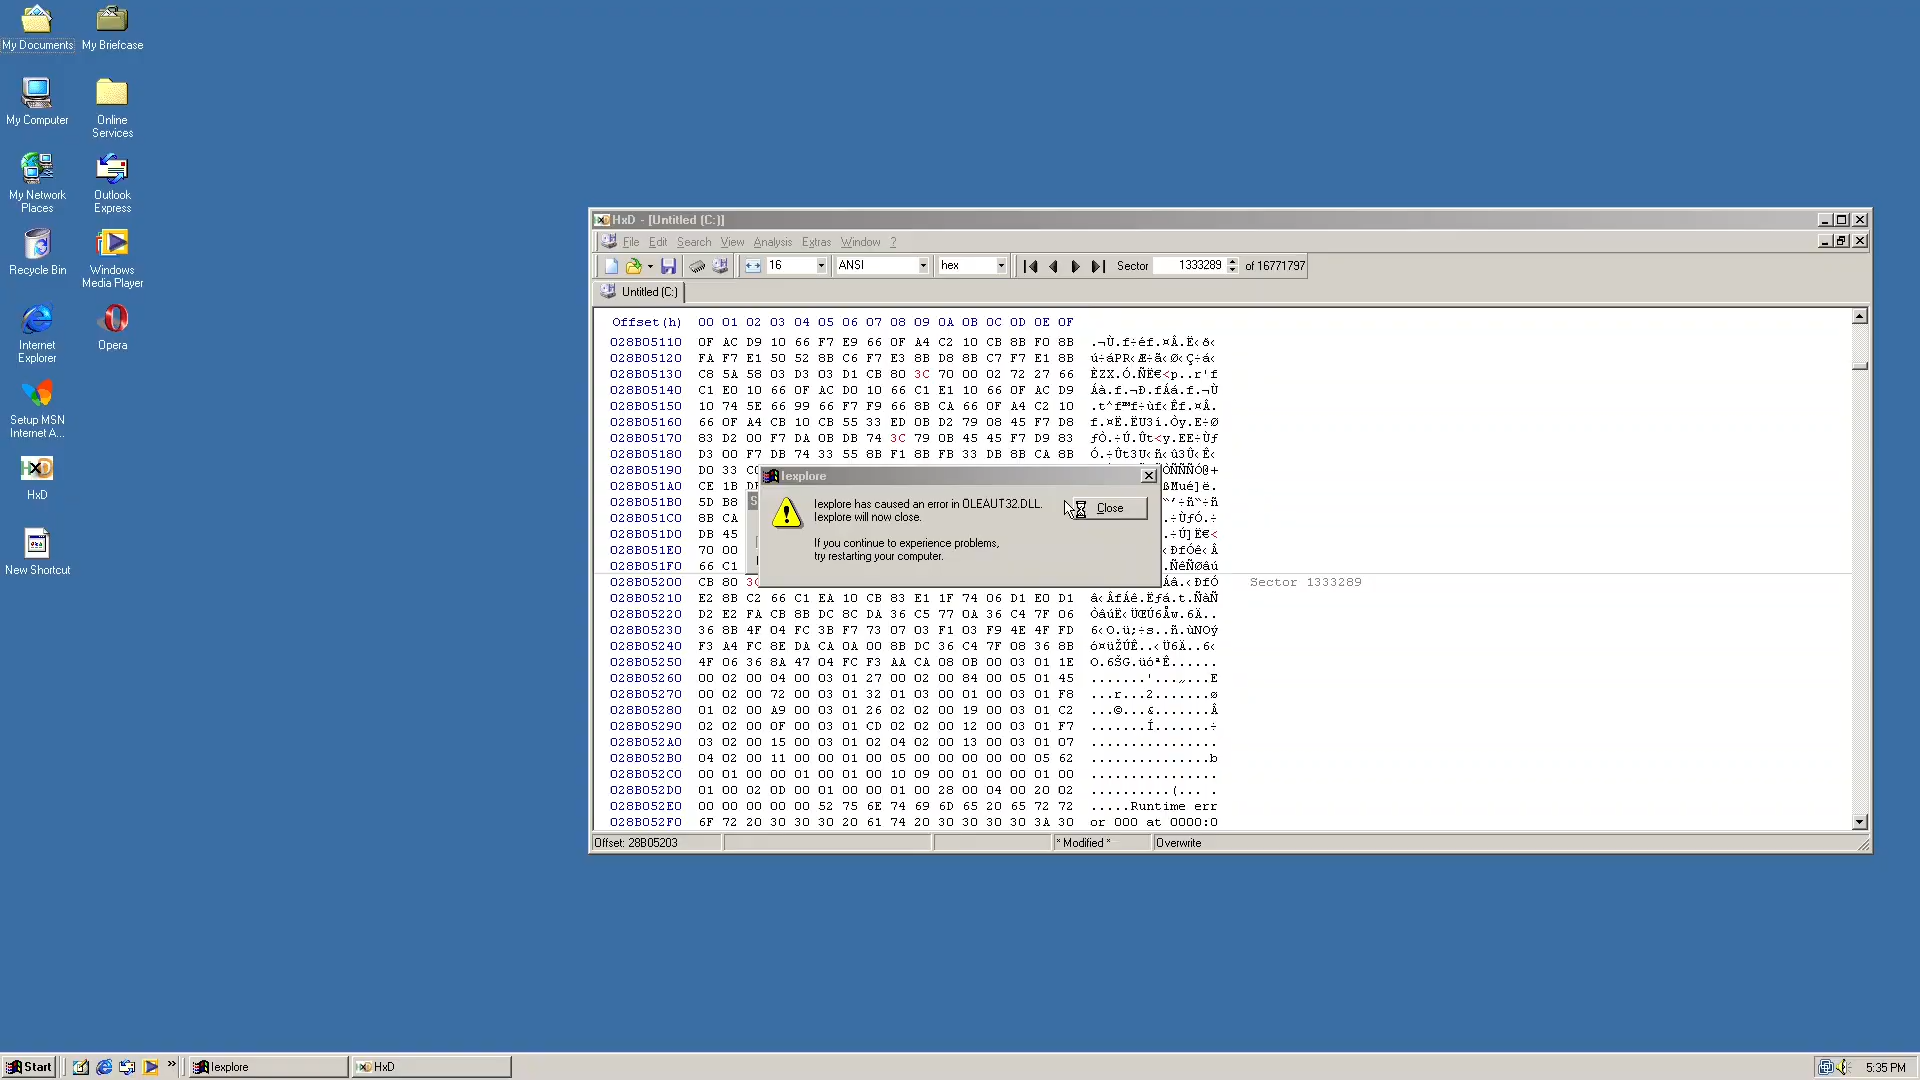 My Documents
My Briefcase
My Computer
Online
Services
My Network
Places
Outlook
Express
Recycle Bin
Windows
Media Player
Internet
Explorer
Opera
Setup MSN
Internet A...
HxD
New Shortcut
HxD - [Untitled (C:)]
File Edit Search View Analysis Extras Window ?
16 ANSI hex Sector 1333289 of 16771797
Untitled (C:)
Offset(h) 00 01 02 03 04 05 06 07 08 09 0A 0B 0C 0D 0E 0F
028B05110 0F AC D9 10 66 F7 E9 66 0F A4 C2 10 CB 8B F0 8B
028B05120 FA F7 E1 50 52 8B C6 F7 E3 8B D8 8B C7 F7 E1 8B
028B05130 C8 5A 58 03 D3 03 D1 CB 80 3C 70 00 02 72 27 66
028B05140 C1 E0 10 66 0F AC D0 10 66 C1 E1 10 66 0F AC D9
028B05150 10 74 5E 66 99 66 F7 F9 66 8B CA 66 0F A4 C2 10
028B05160 66 0F A4 CB 10 CB 55 33 ED 0B D2 79 08 45 F7 D8
028B05170 83 D2 00 F7 DA 0B DB 74 3C 79 0B 45 45 F7 D9 83
028B05180 D3 00 F7 DB 74 33 55 8B F1 8B FB 33 DB 8B CA 8B
028B05190 D0 33
028B051A0 CE 1B
028B051B0 5D B8
028B051C0 8B CA
028B051D0 DB 45
028B051E0 70 00
028B051F0 66 C1
028B05200 CB 80 Sector 1333289
028B05210 E2 8B C2 66 C1 EA 10 CB 83 E1 1F 74 06 D1 E0 D1
028B05220 D2 E2 FA CB 8B DC 8C DA 36 C5 77 0A 36 C4 7F 06
028B05230 36 8B 4F 04 FC 3B F7 73 07 03 F1 03 F9 4E 4F FD
028B05240 F3 A4 FC 8E DA CA 0A 00 8B DC 36 C4 7F 08 36 8B
028B05250 4F 06 36 8A 47 04 FC F3 AA CA 08 0B 00 03 01 1E
028B05260 00 02 00 04 00 03 01 27 00 02 00 84 00 05 01 45
028B05270 00 02 00 72 00 03 01 32 01 03 00 01 00 03 01 F8
028B05280 01 02 00 A9 00 03 01 26 02 02 00 19 00 03 01 C2
028B05290 02 02 00 0F 00 03 01 CD 02 02 00 12 00 03 01 F7
028B052A0 03 02 00 15 00 03 01 02 04 02 00 13 00 03 01 07
028B052B0 04 02 00 11 00 00 01 00 05 00 00 00 00 00 05 62
028B052C0 00 01 00 00 01 00 01 00 10 09 00 01 00 00 01 00
028B052D0 01 00 02 0D 00 01 00 00 01 00 28 00 04 00 20 02
028B052E0 00 00 00 00 00 52 75 6E 74 69 6D 65 20 65 72 72 .....Runtime err
028B052F0 6F 72 20 30 30 30 20 61 74 20 30 30 30 30 3A 30 or 000 at 0000:0
Iexplore
Iexplore has caused an error in OLEAUT32.DLL.
Iexplore will now close.
Close
If you continue to experience problems,
try restarting your computer.
Offset: 28B05203 * Modified * Overwrite
Start Iexplore HxD 5:35 PM